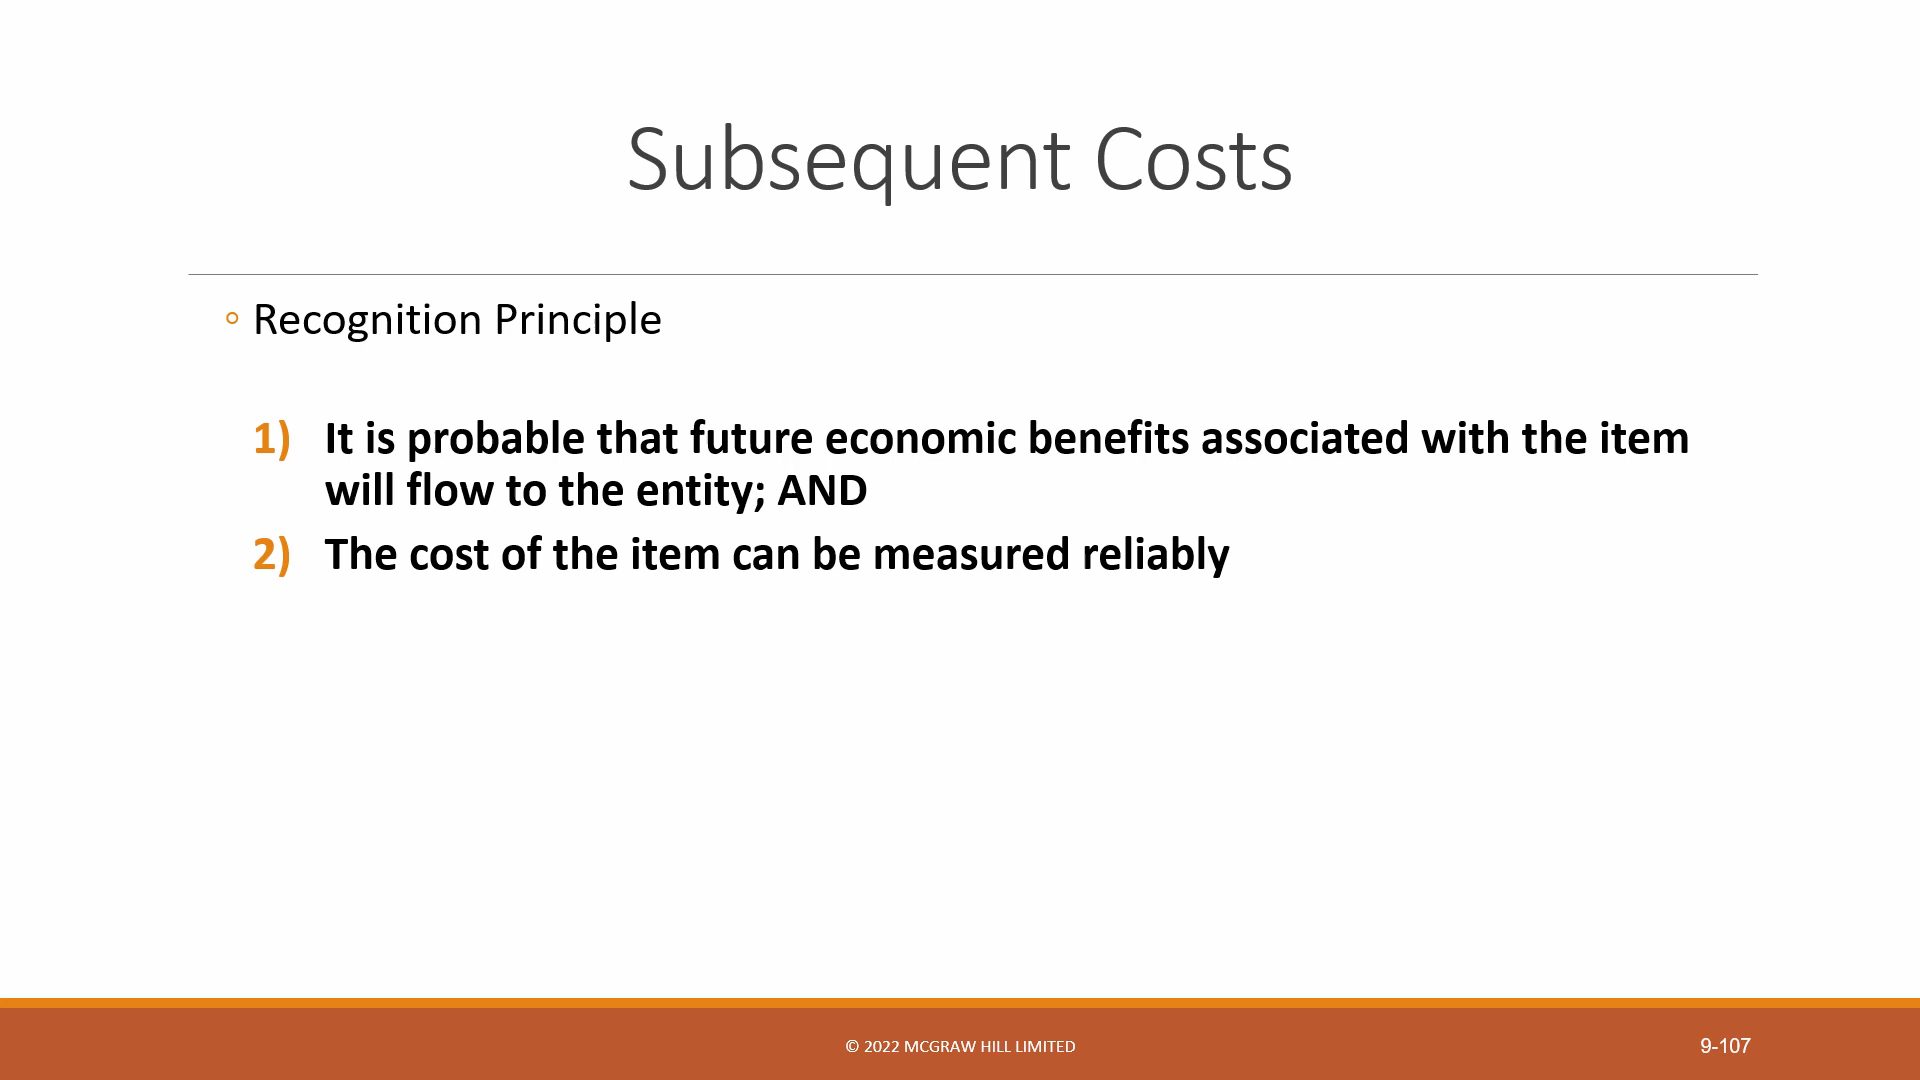 Subsequent Costs
◦ Recognition Principle
1) It is probable that future economic benefits associated with the item
will flow to the entity; AND
2) The cost of the item can be measured reliably
© 2022 MCGRAW HILL LIMITED
9-107